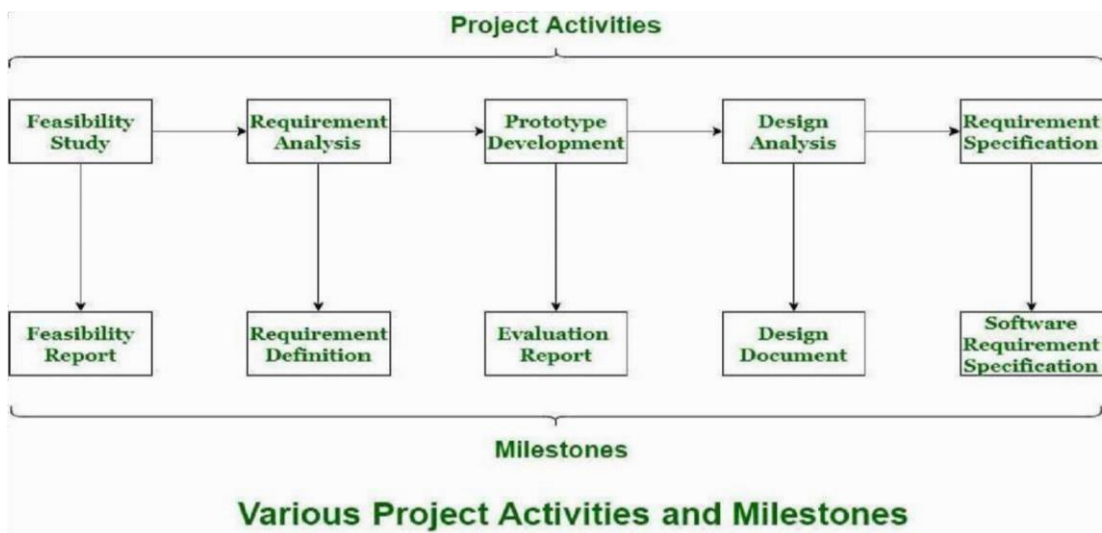 Project Activities
Feasibility
Study
Requirement
Analysis
Prototype
Development
Design
Analysis
Requirement
Specification
Feasibility
Report
Requirement
Definition
Evaluation
Report
Design
Document
Software
Requirement
Specification
Milestones
Various Project Activities and Milestones